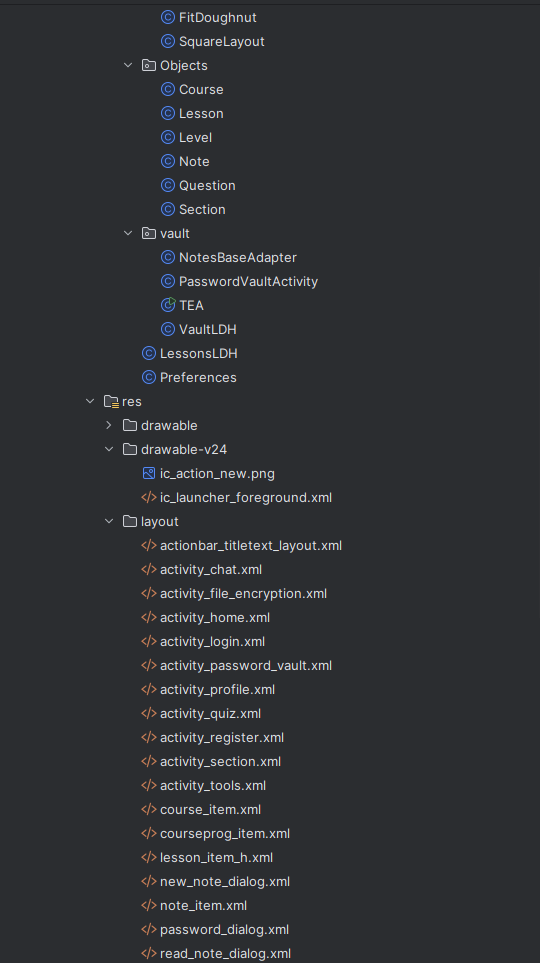 FitDoughnut
SquareLayout
Objects
Course
Lesson
Level
Note
Question
Section
vault
NotesBaseAdapter
PasswordVaultActivity
TEA
VaultLDH
LessonsLDH
Preferences
res
drawable
drawable-v24
ic_action_new.png
ic_launcher_foreground.xml
layout
actionbar_titletext_layout.xml
activity_chat.xml
activity_file_encryption.xml
activity_home.xml
activity_login.xml
activity_password_vault.xml
activity_profile.xml
activity_quiz.xml
activity_register.xml
activity_section.xml
activity_tools.xml
course_item.xml
courseprog_item.xml
lesson_item_h.xml
new_note_dialog.xml
note_item.xml
password_dialog.xml
read_note_dialog.xml